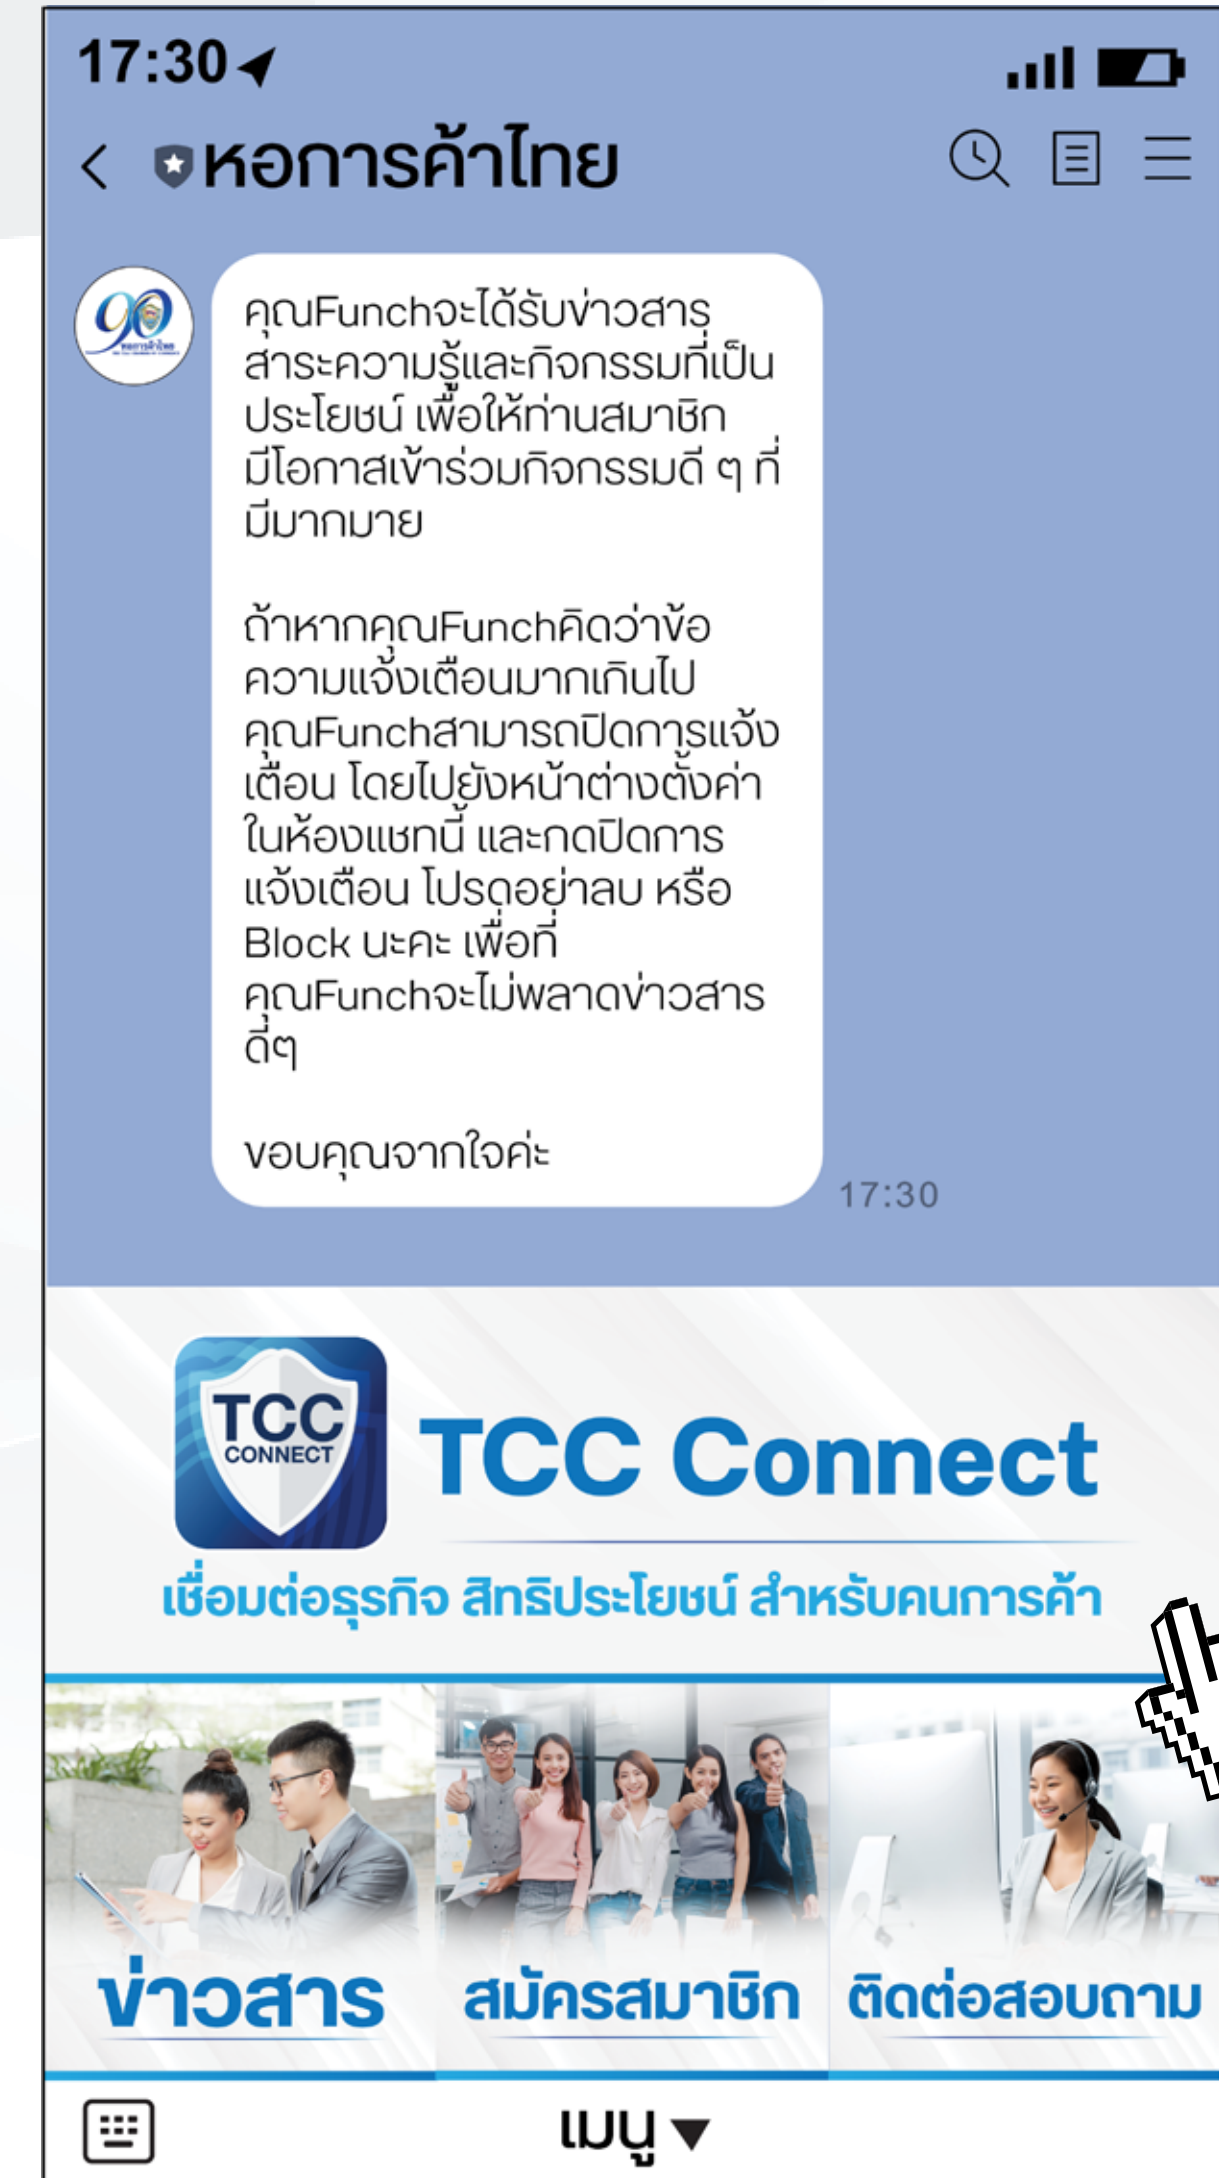 17:30
หอการค้าไทย
90
หอการค้าไทย
คุณFunchจะได้รับข่าวสาร
สาระความรู้และกิจกรรมที่เป็น
ประโยชน์ เพื่อให้ท่านสมาชิก
มีโอกาสเข้าร่วมกิจกรรมดี ๆ ที่
มีมากมาย
ถ้าหากคุณFunchคิดว่าข้อ
ความแจ้งเตือนมากเกินไป
คุณFunchสามารถปิดการแจ้ง
เตือน โดยไปยังหน้าต่างตั้งค่า
ในห้องแชทนี้ และกดปิดการ
แจ้งเตือน โปรดอย่าลบ หรือ
Block นะคะ เพื่อที่
คุณFunchจะไม่พลาดข่าวสาร
ดีๆ
ขอบคุณจากใจค่ะ
17:30
TCC
CONNECT
TCC Connect
เชื่อมต่อธุรกิจ สิทธิประโยชน์ สำหรับคนการค้า
ข่าวสาร
สมัครสมาชิก
ติดต่อสอบถาม
เมนู